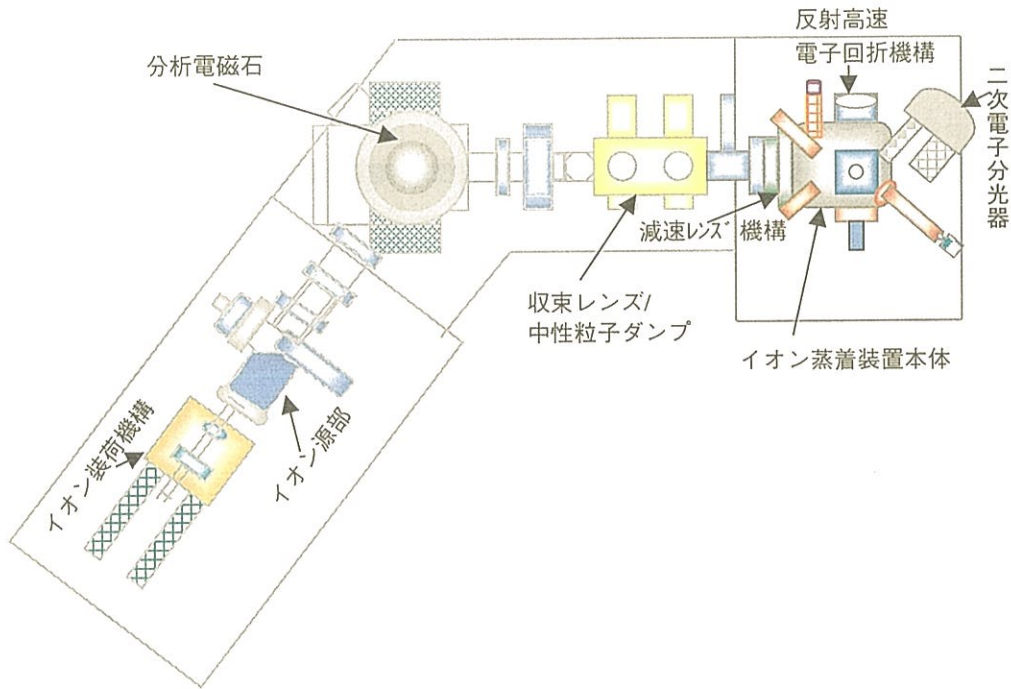 反射高速
電子回折機構
分析電磁石
二次電子分光器
減速レンズ機構
収束レンズ/
中性粒子ダンプ
イオン蒸着装置本体
イオン装荷機構
イオン源部